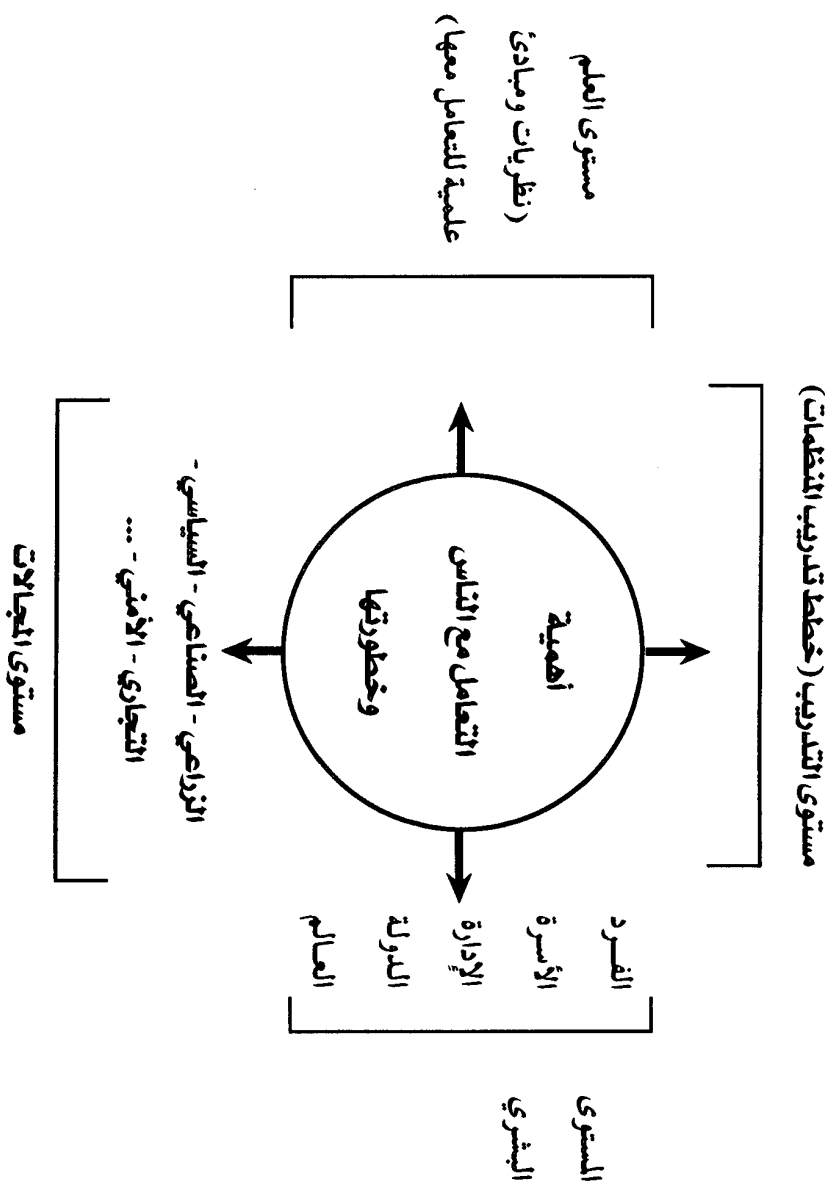 مستوى التدريب (خطط تدريب المنظمات)
المستوى
البشري
الفرد
الأسرة
الإدارة
الدولة
العالم
أهمية
التعامل مع الناس
وخطورتها
مستوى العلم
(نظريات ومبادئ
علمية للتعامل معها)
الزراعي - الصناعي - السياسي -
التجاري - الأمني - ...
مستوى المجالات